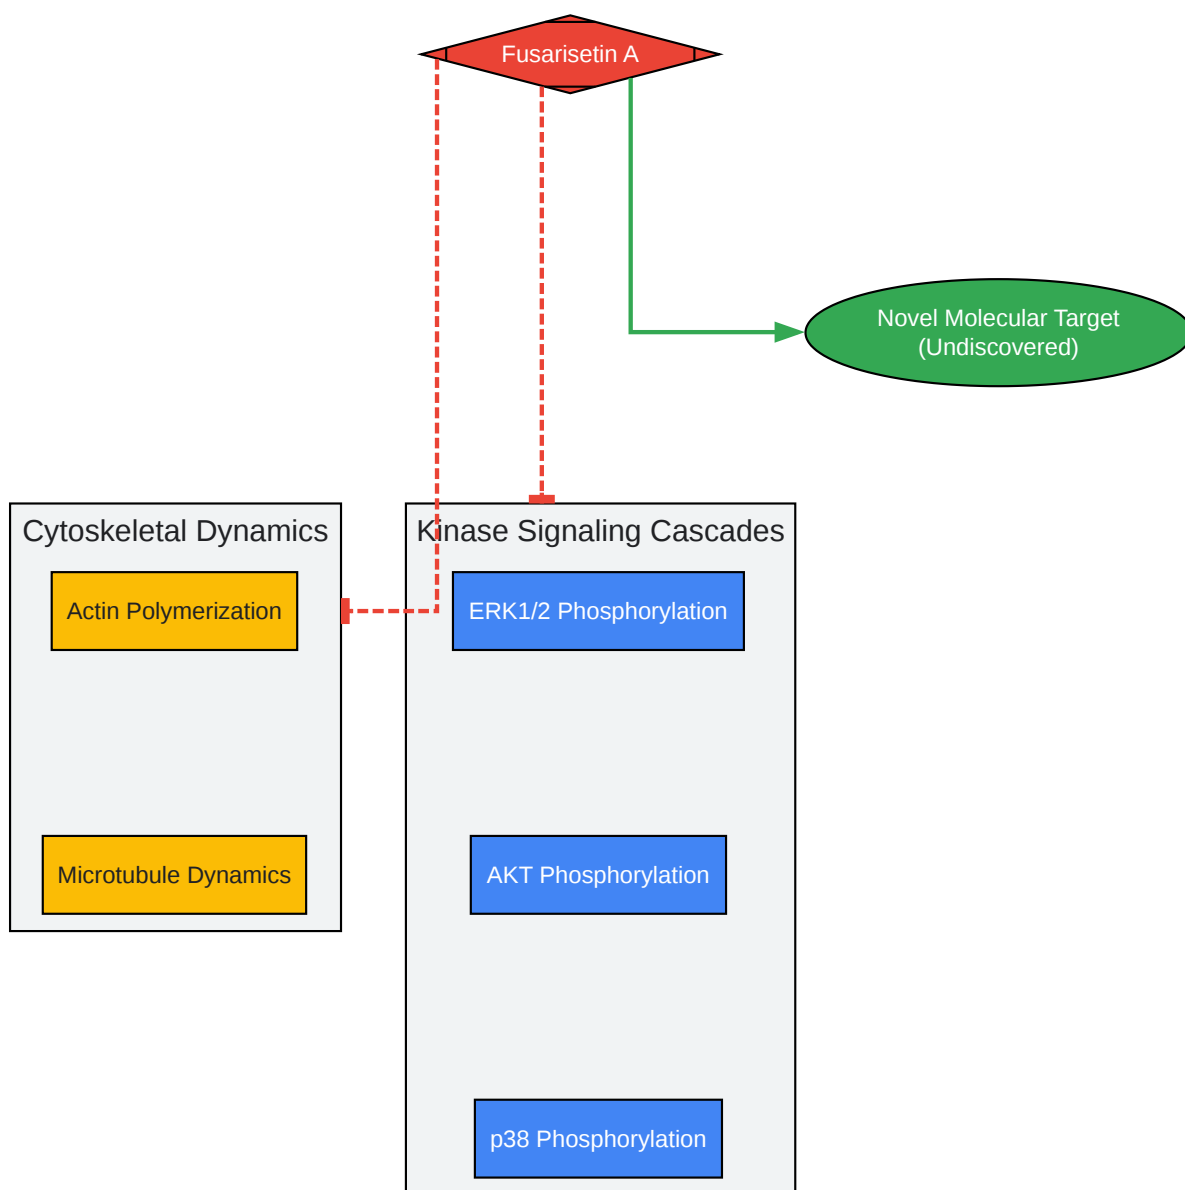 Fusarisetin A
Novel Molecular Target
(Undiscovered)
Cytoskeletal Dynamics
Actin Polymerization
Microtubule Dynamics
Kinase Signaling Cascades
ERK1/2 Phosphorylation
AKT Phosphorylation
p38 Phosphorylation